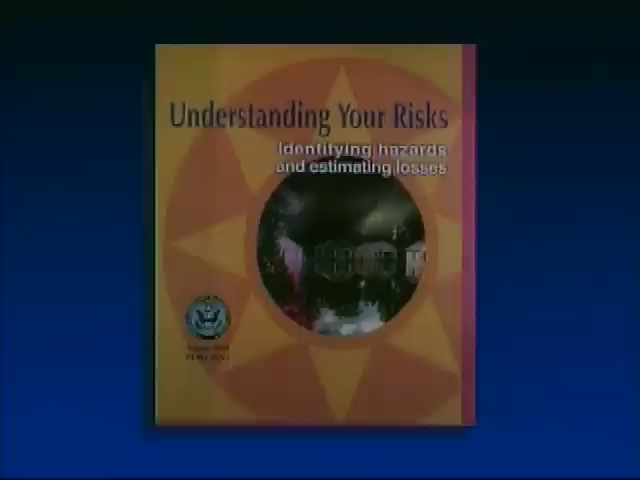 Understanding Your Risks
Identifying hazards
and estimating losses